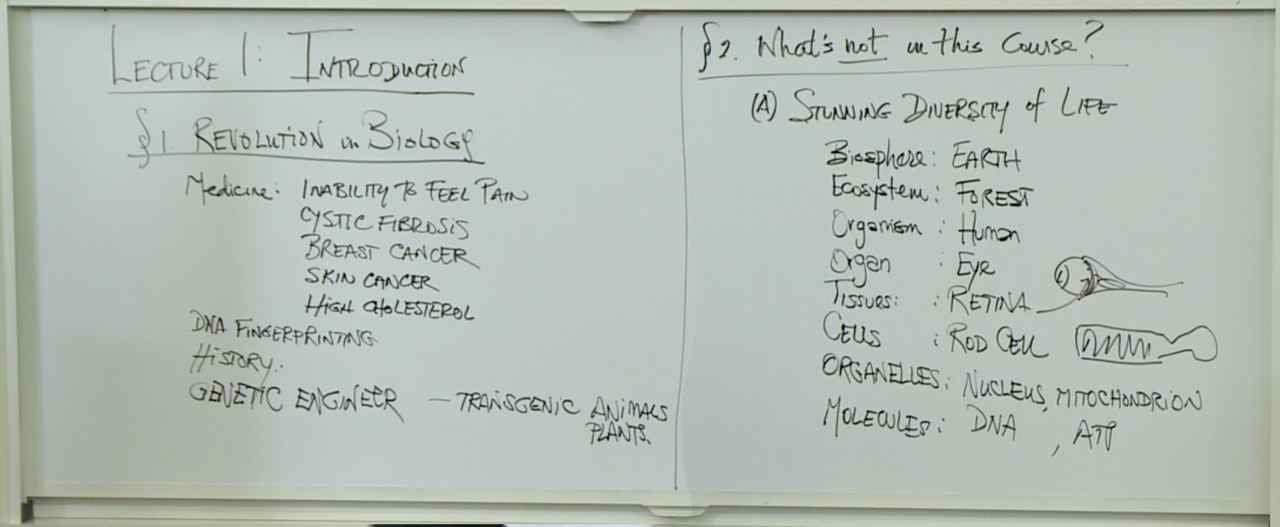 LECTURE 1: INTRODUCTION
§1. REVOLUTION in BIOLOGY
Medicine: INABILITY TO FEEL PAIN
CYSTIC FIBROSIS
BREAST CANCER
SKIN CANCER
HIGH CHOLESTEROL
DNA FINGERPRINTING
HISTORY..
GENETIC ENGINEER — TRANSGENIC ANIMALS
PLANTS.
§2. What's not in this Course?
(A) STUNNING DIVERSITY of LIFE
Biosphere: EARTH
Ecosystem: FOREST
Organism: Human
Organ: Eye
TISSUES: : RETINA
CELLS: ROD CELL
ORGANELLES: NUCLEUS, MITOCHONDRION
MOLECULES: DNA, ATP